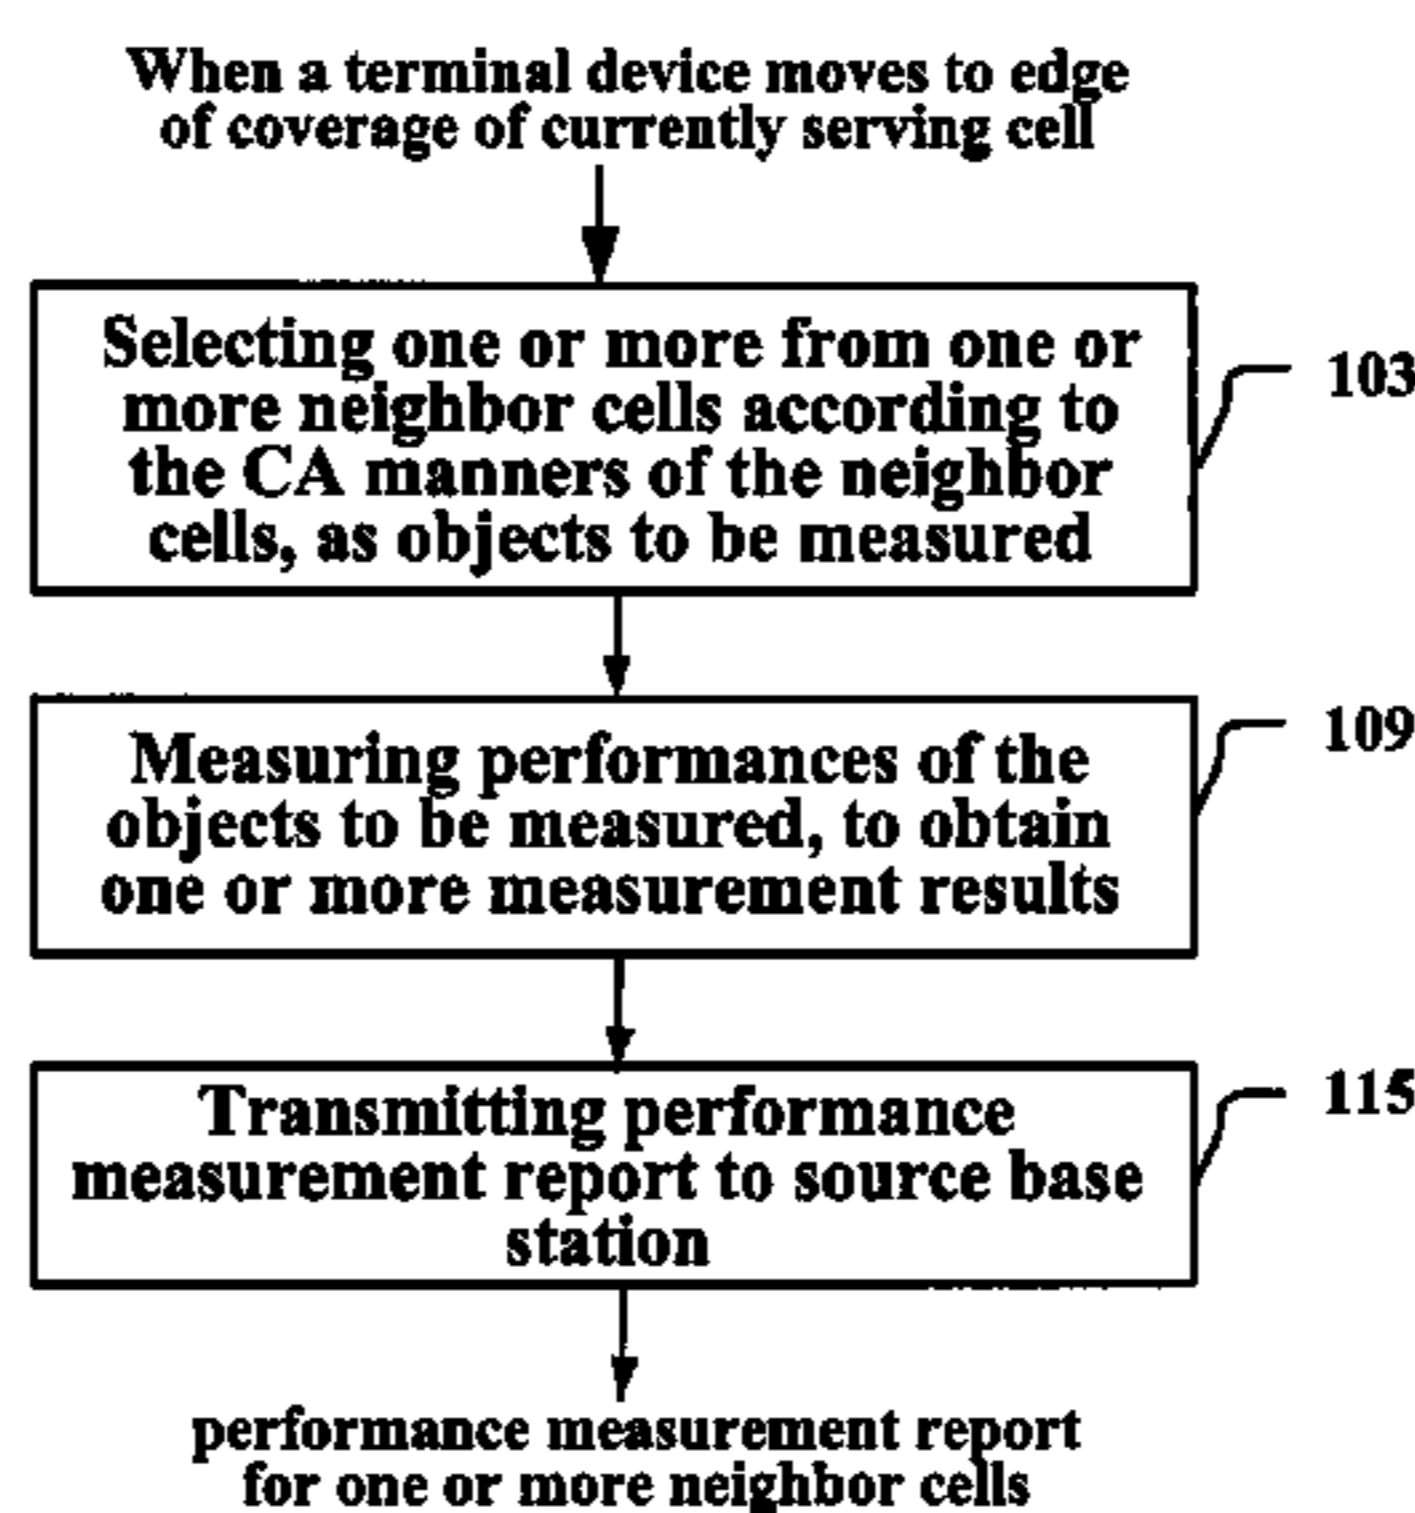 When a terminal device moves to edge
of coverage of currently serving cell
Selecting one or more from one or
more neighbor cells according to
the CA manners of the neighbor
cells, as objects to be measured
103
Measuring performances of the
objects to be measured, to obtain
one or more measurement results
109
Transmitting performance
measurement report to source base
station
115
performance measurement report
for one or more neighbor cells